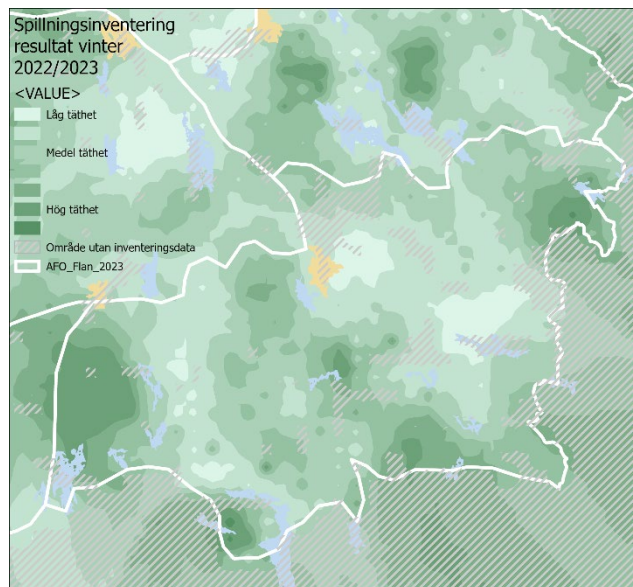 Spillningsinventering
resultat vinter
2022/2023
<VALUE>
Låg täthet
Medel täthet
Hög täthet
Område utan inventeringsdata
AFO_Flan_2023